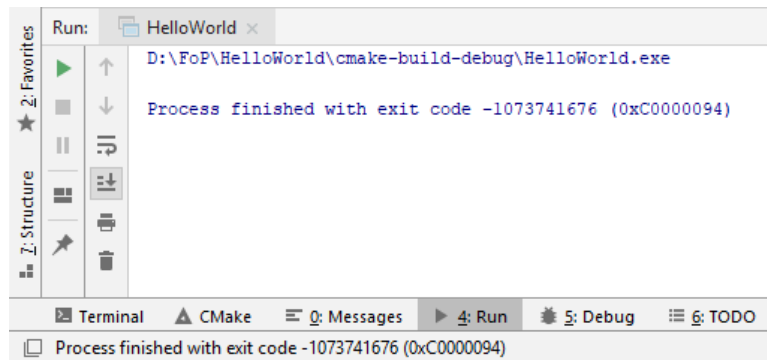 Run: HelloWorld
2: Favorites
7: Structure
D:\FoP\HelloWorld\cmake-build-debug\HelloWorld.exe
Process finished with exit code -1073741676 (0xC0000094)
Terminal CMake 0: Messages 4: Run 5: Debug 6: TODO
Process finished with exit code -1073741676 (0xC0000094)